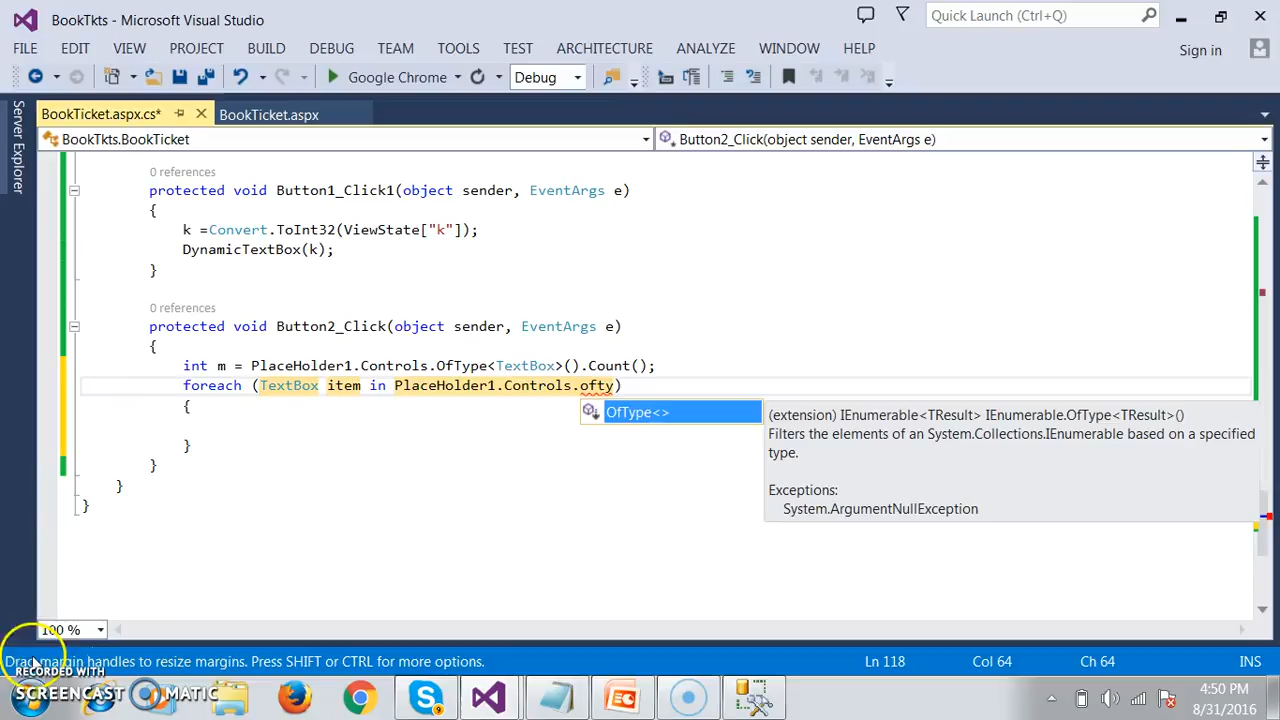 BookTkts - Microsoft Visual Studio
Quick Launch (Ctrl+Q)
FILE EDIT VIEW PROJECT BUILD DEBUG TEAM TOOLS TEST ARCHITECTURE ANALYZE WINDOW HELP
Sign in
Google Chrome
Debug
Server Explorer
BookTicket.aspx.cs*
BookTicket.aspx
BookTkts.BookTicket
Button2_Click(object sender, EventArgs e)
0 references
protected void Button1_Click1(object sender, EventArgs e)
{
k =Convert.ToInt32(ViewState["k"]);
DynamicTextBox(k);
}
0 references
protected void Button2_Click(object sender, EventArgs e)
{
int m = PlaceHolder1.Controls.OfType<TextBox>().Count();
foreach (TextBox item in PlaceHolder1.Controls.ofty)
{
OfType<>
(extension) IEnumerable<TResult> IEnumerable.OfType<TResult>()
Filters the elements of an System.Collections.IEnumerable based on a specified
type.
Exceptions:
System.ArgumentNullException
}
}
}
}
100 %
Drag margin handles to resize margins. Press SHIFT or CTRL for more options.
Ln 118
Col 64
Ch 64
INS
RECORDED WITH
SCREENCAST MATIC
9
4:50 PM
8/31/2016